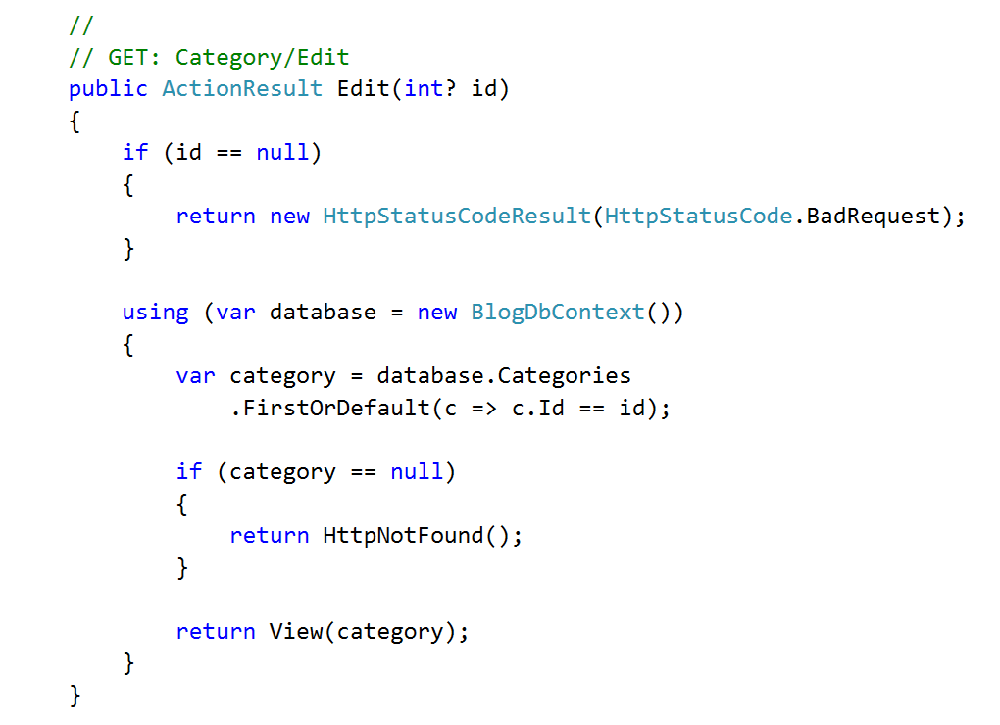 //
// GET: Category/Edit
public ActionResult Edit(int? id)
{
    if (id == null)
    {
        return new HttpStatusCodeResult(HttpStatusCode.BadRequest);
    }

    using (var database = new BlogDbContext())
    {
        var category = database.Categories
            .FirstOrDefault(c => c.Id == id);

        if (category == null)
        {
            return HttpNotFound();
        }

        return View(category);
    }
}